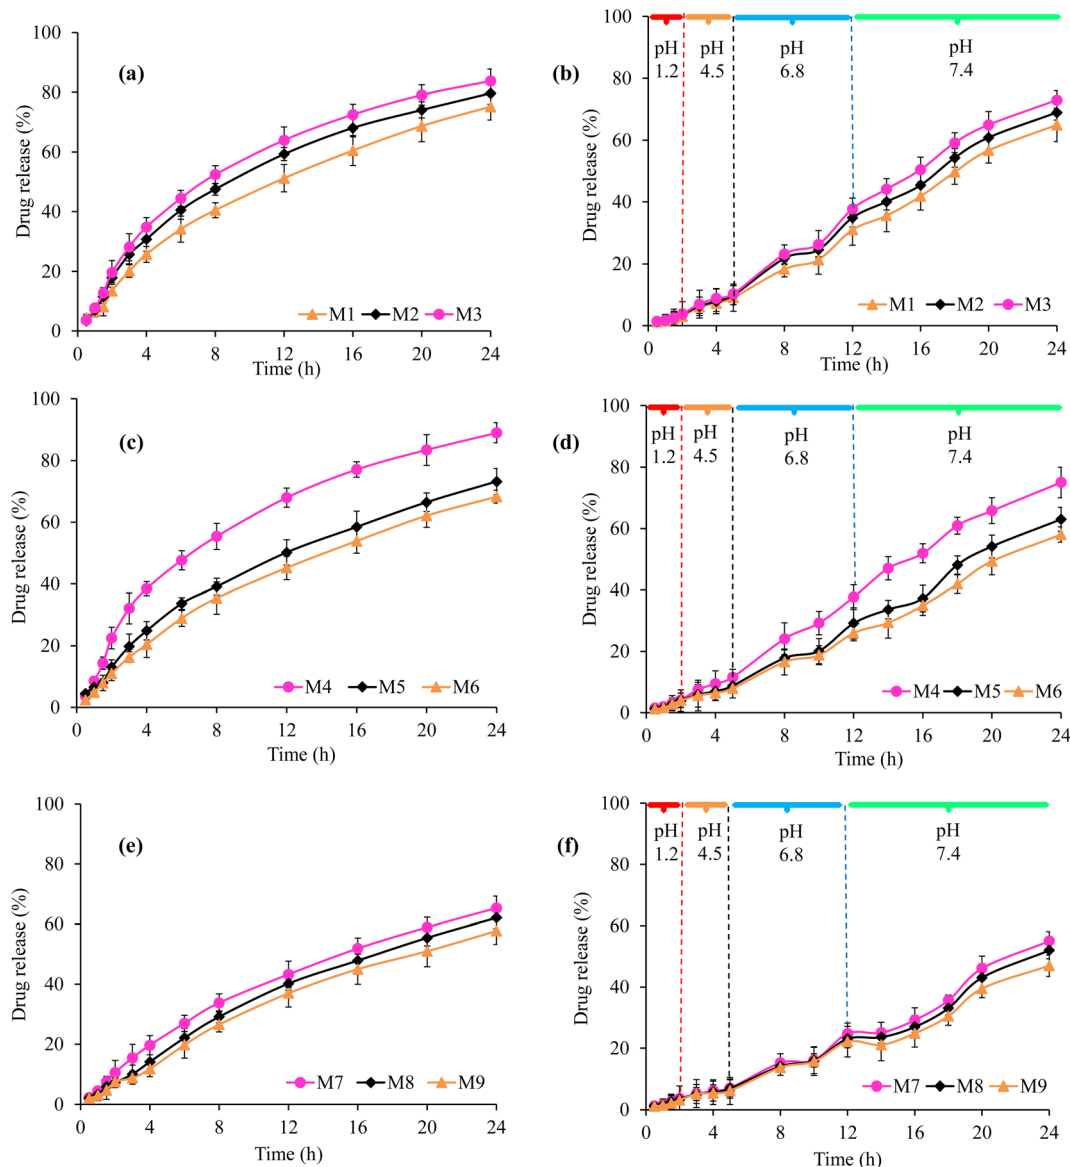 (a)
Drug release (%)
100
80
60
40
20
0
M1 M2 M3
0 4 8 12 16 20 24
Time (h)
(b)
Drug release (%)
100
80
60
40
20
0
pH 1.2
pH 4.5
pH 6.8
pH 7.4
M1 M2 M3
0 4 8 12 16 20 24
Time (h)
(c)
Drug release (%)
100
80
60
40
20
0
M4 M5 M6
0 4 8 12 16 20 24
Time (h)
(d)
Drug release (%)
100
80
60
40
20
0
pH 1.2
pH 4.5
pH 6.8
pH 7.4
M4 M5 M6
0 4 8 12 16 20 24
Time (h)
(e)
Drug release (%)
100
80
60
40
20
0
M7 M8 M9
0 4 8 12 16 20 24
Time (h)
(f)
Drug release (%)
100
80
60
40
20
0
pH 1.2
pH 4.5
pH 6.8
pH 7.4
M7 M8 M9
0 4 8 12 16 20 24
Time (h)